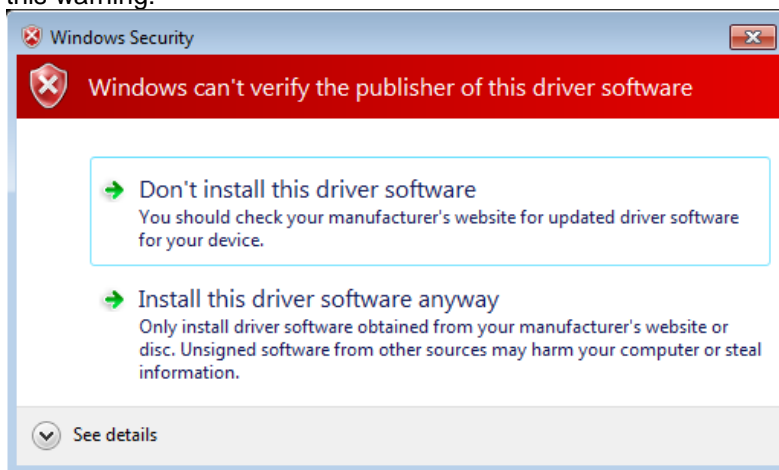 this warning.
Windows Security
Windows can't verify the publisher of this driver software
Don't install this driver software
You should check your manufacturer's website for updated driver software
for your device.
Install this driver software anyway
Only install driver software obtained from your manufacturer's website or
disc. Unsigned software from other sources may harm your computer or steal
information.
See details